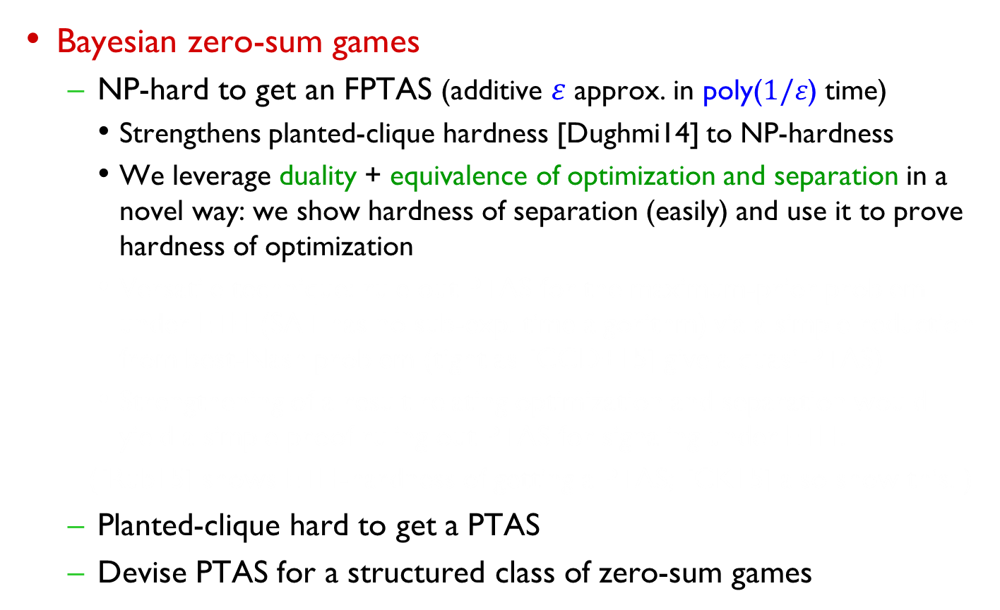 • Bayesian zero-sum games
– NP-hard to get an FPTAS (additive ε approx. in poly(1/ε) time)
• Strengthens planted-clique hardness [Dughmi14] to NP-hardness
• We leverage duality + equivalence of optimization and separation in a
novel way: we show hardness of separation (easily) and use it to prove
hardness of optimization
– Planted-clique hard to get a PTAS
– Devise PTAS for a structured class of zero-sum games